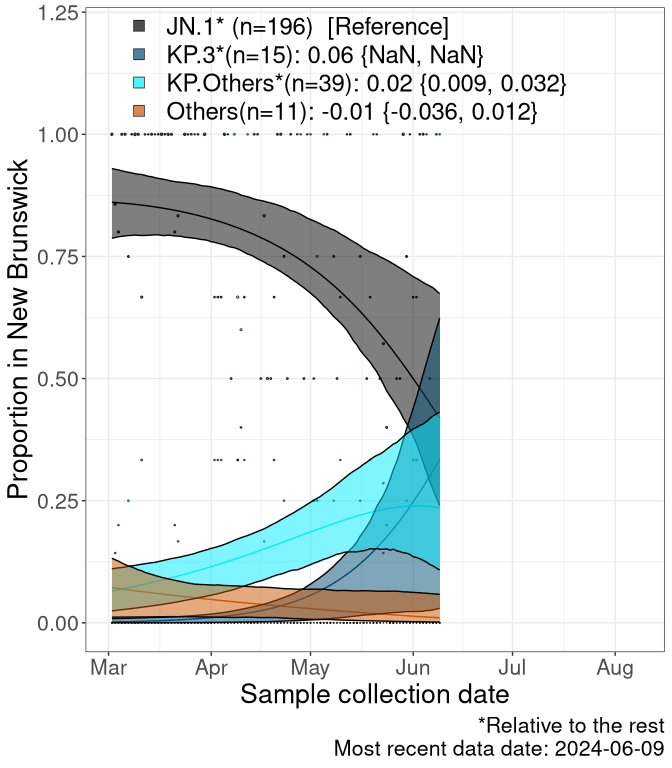 JN.1* (n=196)  [Reference]
KP.3*(n=15): 0.06 {NaN, NaN}
KP.Others*(n=39): 0.02 {0.009, 0.032}
Others(n=11): -0.01 {-0.036, 0.012}
Proportion in New Brunswick
1.25
1.00
0.75
0.50
0.25
0.00
Mar Apr May Jun Jul Aug
Sample collection date
*Relative to the rest
Most recent data date: 2024-06-09